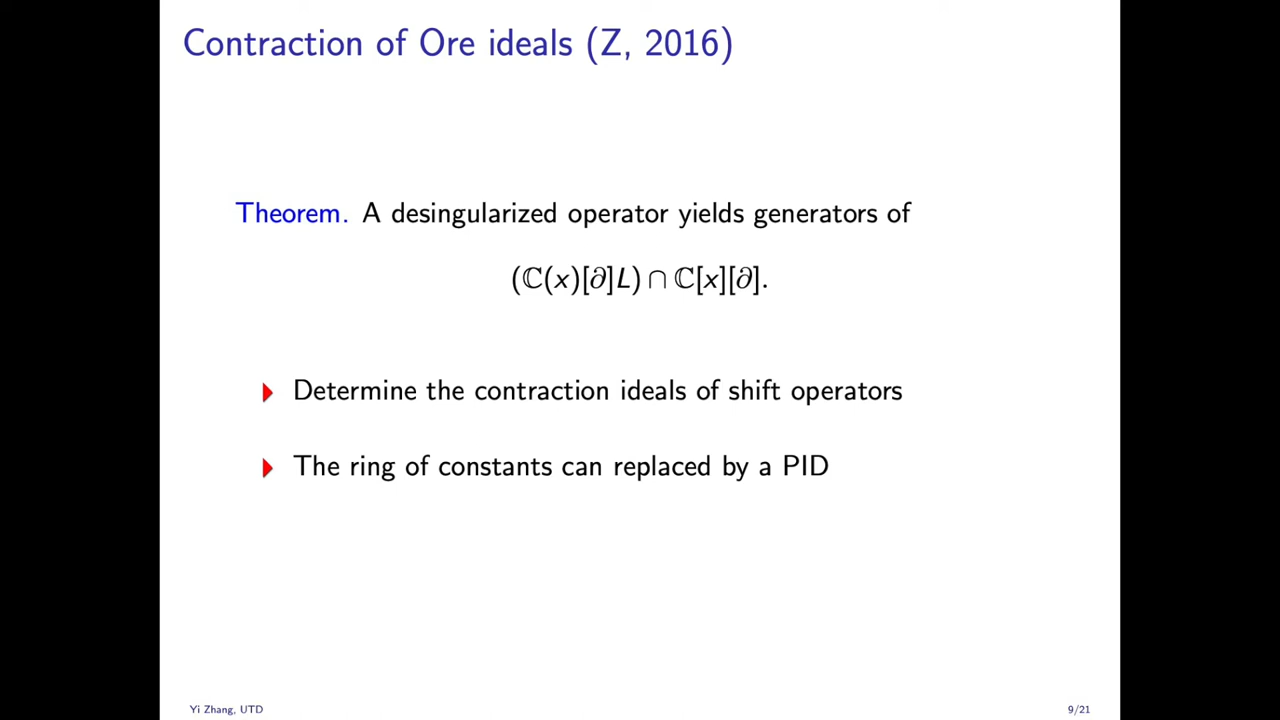 Contraction of Ore ideals (Z, 2016)
Theorem. A desingularized operator yields generators of
(ℂ(x)[∂]L) ∩ ℂ[x][∂].
Determine the contraction ideals of shift operators
The ring of constants can replaced by a PID
Yi Zhang, UTD
9/21